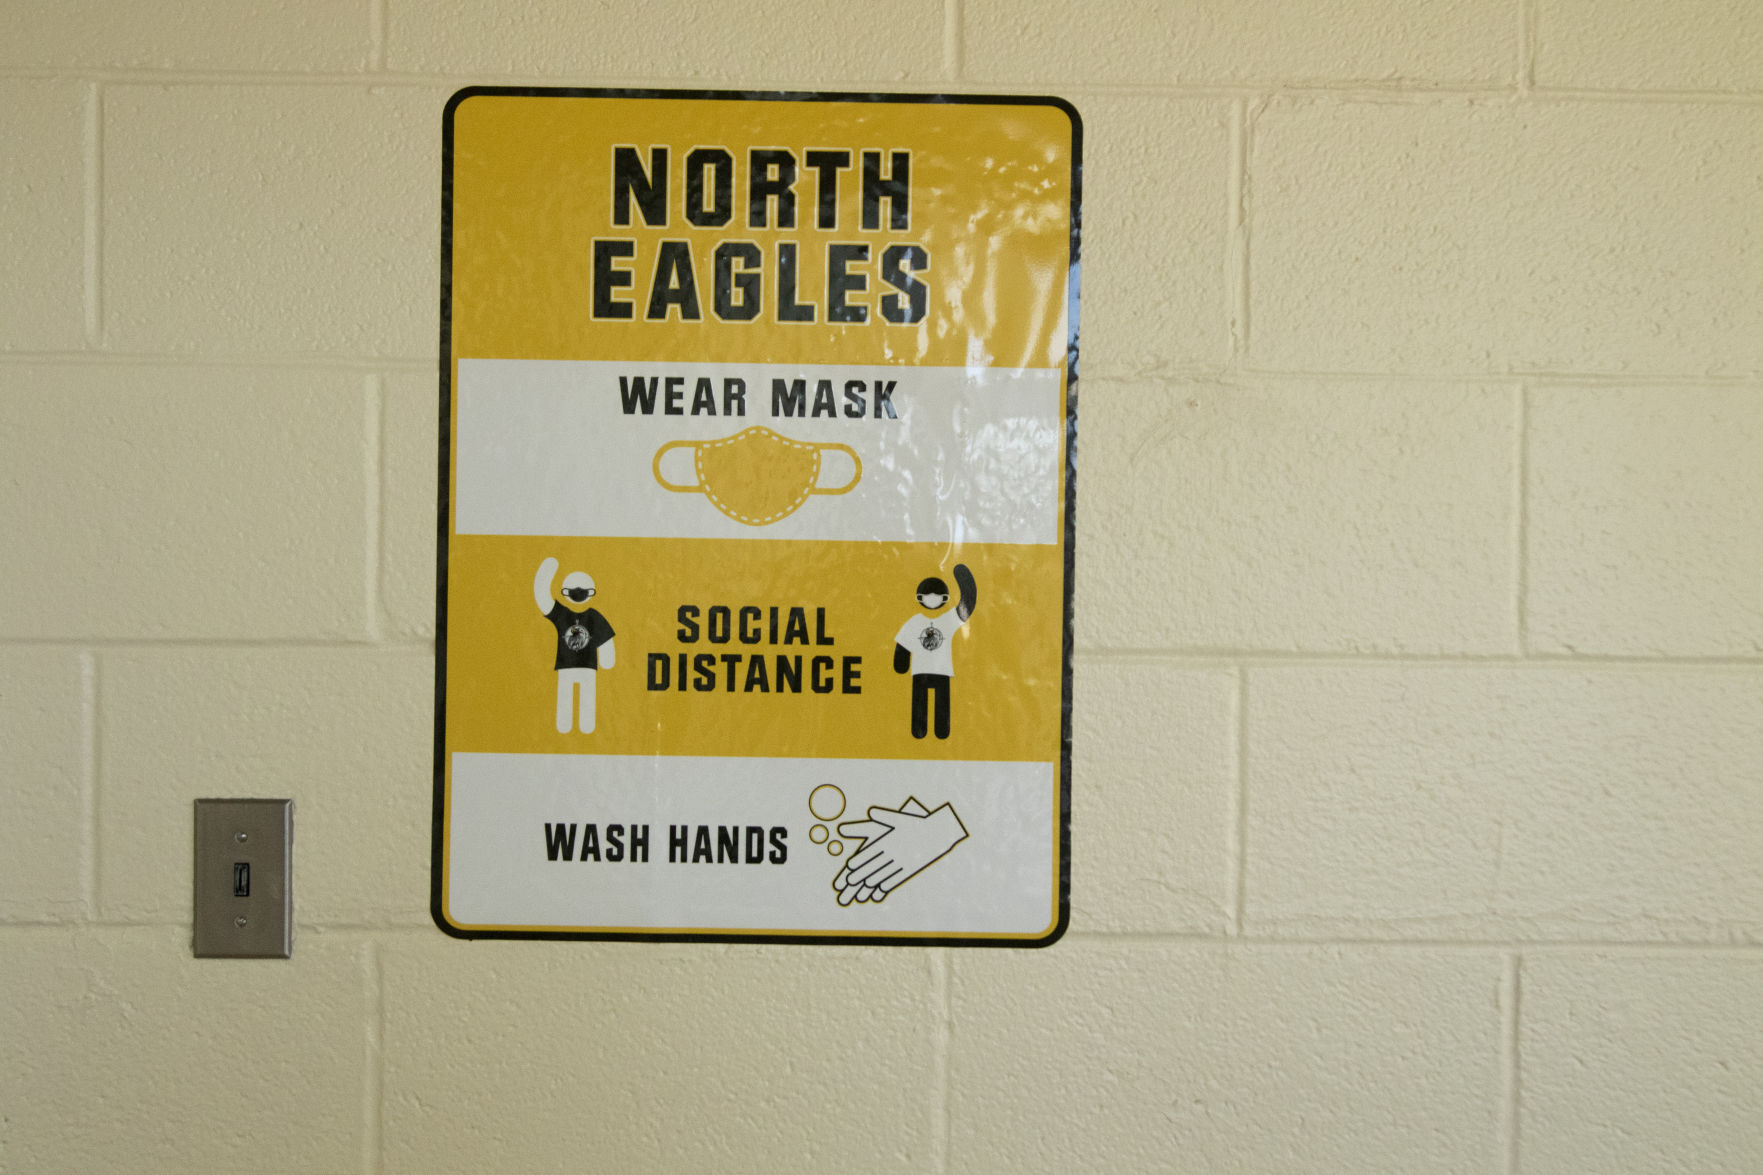 NORTH
EAGLES
WEAR MASK
SOCIAL
DISTANCE
WASH HANDS